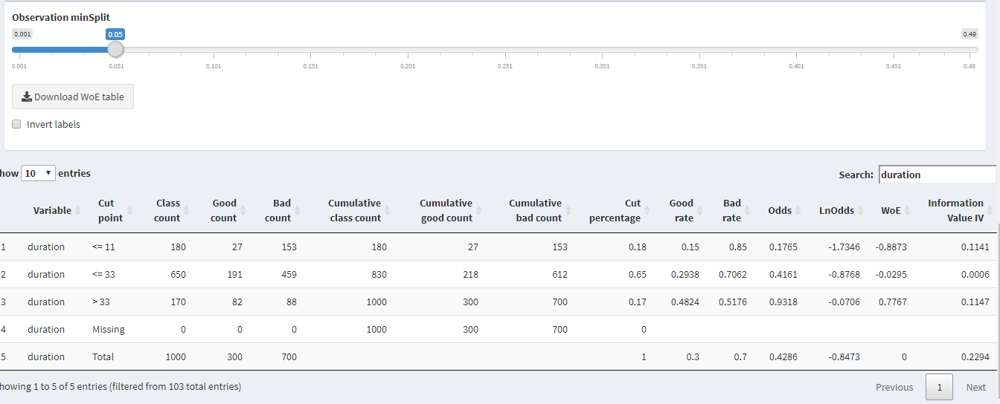 Observation minSplit
0.001 0.05 0.49
0.001 0.051 0.101 0.151 0.201 0.251 0.301 0.351 0.401 0.451 0.49
Download WoE table
Invert labels
how 10 entries Search: duration
Variable Cut point Class count Good count Bad count Cumulative class count Cumulative good count Cumulative bad count Cut percentage Good rate Bad rate Odds LnOdds WoE Information Value IV
1 duration <= 11 180 27 153 180 27 153 0.18 0.15 0.85 0.1765 -1.7346 -0.8873 0.1141
2 duration <= 33 650 191 459 830 218 612 0.65 0.2938 0.7062 0.4161 -0.8768 -0.0295 0.0006
3 duration > 33 170 82 88 1000 300 700 0.17 0.4824 0.5176 0.9318 -0.0706 0.7767 0.1147
4 duration Missing 0 0 0 1000 300 700 0
5 duration Total 1000 300 700 1 0.3 0.7 0.4286 -0.8473 0 0.2294
howing 1 to 5 of 5 entries (filtered from 103 total entries) Previous 1 Next